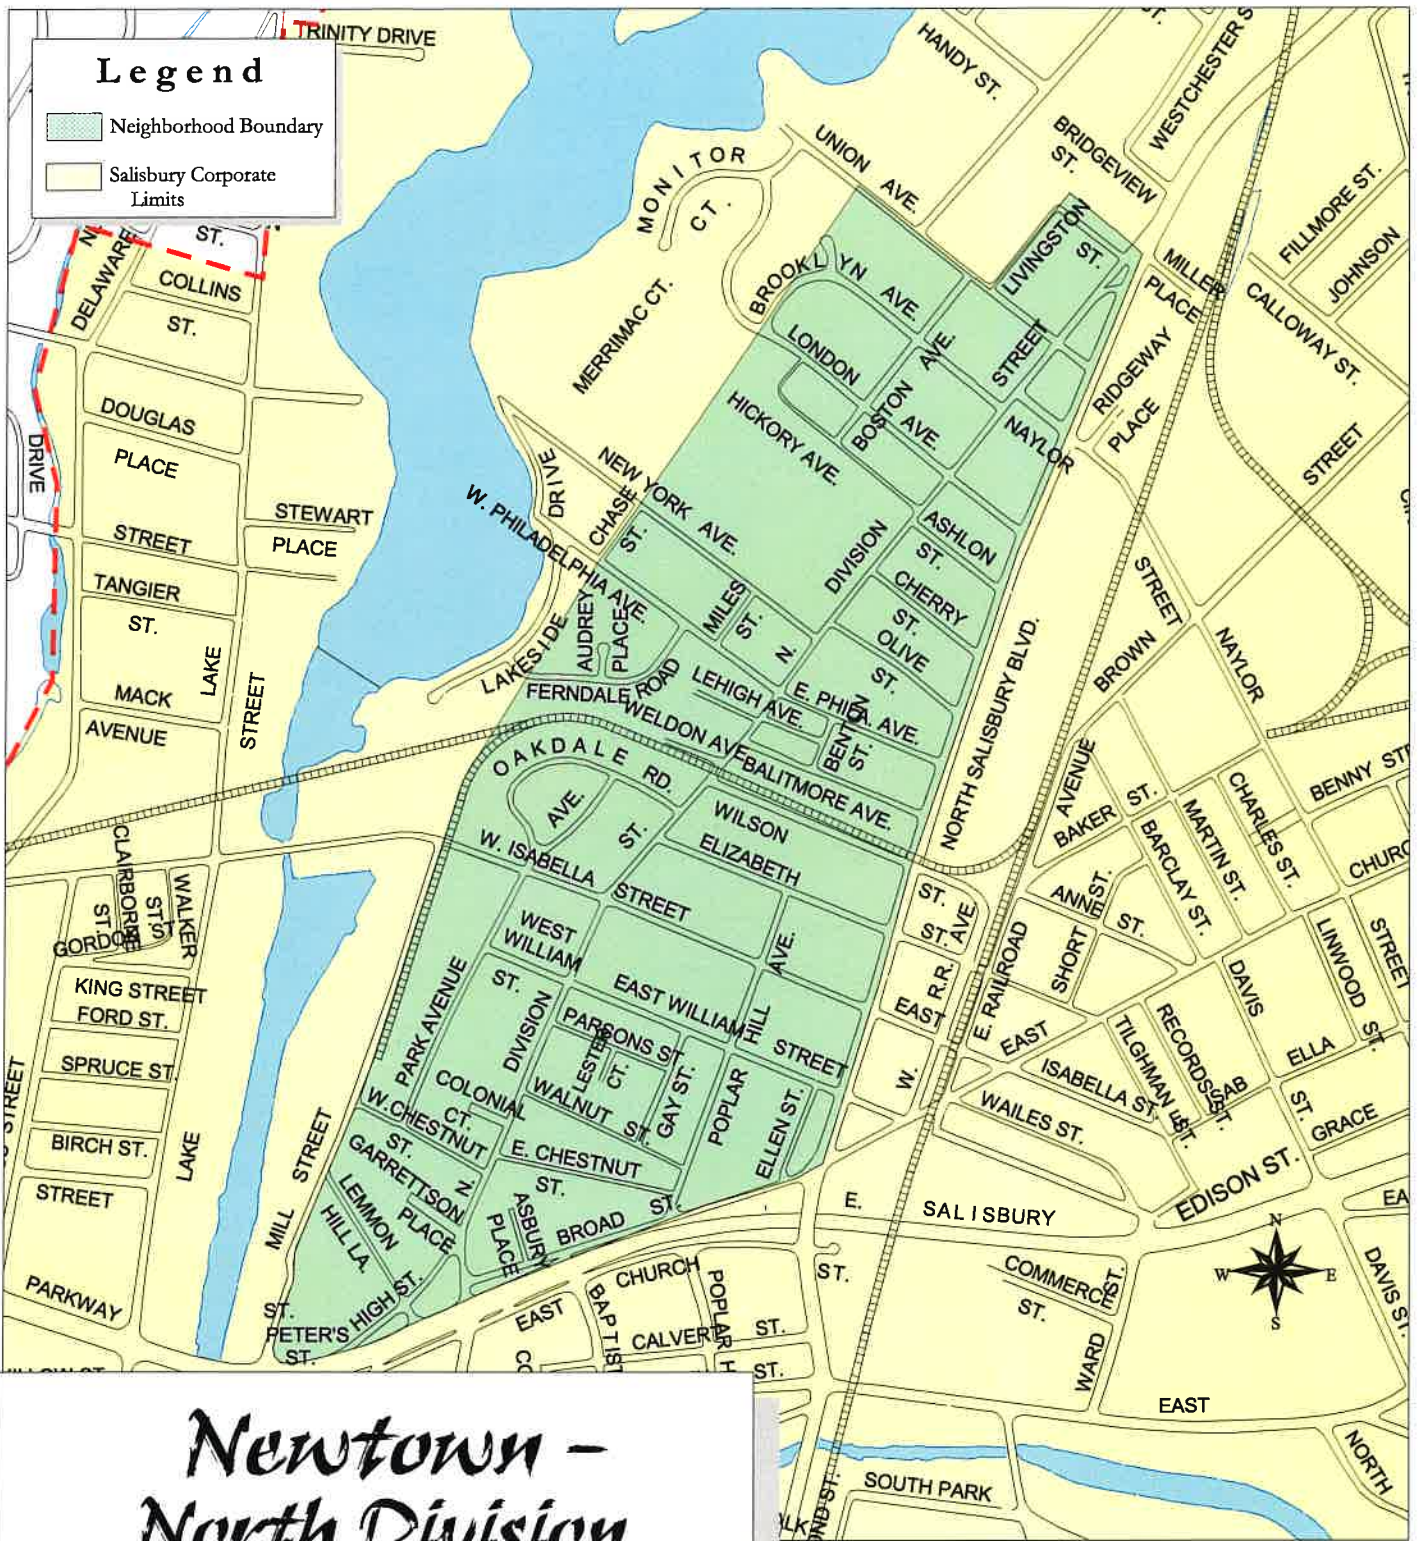 TRINITY DRIVE
Legend
Neighborhood Boundary
Salisbury Corporate
Limits
HANDY ST.
ST.
WESTCHESTER S
UNION AVE.
BRIDGEVIEW
ST.
MONITOR
CT.
FILLMORE ST.
JOHNSON
LIVINGSTON
ST.
MILLER
PLACE
CALLOWAY ST.
ST.
DELAWARE
COLLINS
ST.
BROOKLYN AVE.
MERRIMAC CT.
LONDON
AVE.
BOSTON
AVE.
STREET
RIDGEWAY
PLACE
HICKORY AVE.
NAYLOR
STREET
DOUGLAS
PLACE
DRIVE
NEW YORK AVE.
DRIVE
CHASE
ST.
W. PHILADELPHIA AVE.
STEWART
PLACE
STREET
TANGIER
ST.
DIVISION
ASHLON
ST.
CHERRY
ST.
OLIVE
ST.
STREET
NAYLOR
BROWN
AUDREY
PLACE
MILES
ST.
N.
LAKESIDE
FERNDALE ROAD
LEHIGH AVE.
E. PHILA. AVE.
BENTON
ST.
LAKE
STREET
MACK
AVENUE
WELDON AVE.
BALITMORE AVE.
NORTH SALISBURY BLVD.
OAKDALE RD.
AVE.
ST.
WILSON
ELIZABETH
ST.
ST.
AVENUE
BAKER ST.
BARCLAY ST.
MARTIN ST.
CHARLES ST.
BENNY STR
CHURC
W. ISABELLA STREET
CLAIRBORNE
ST.
ST.
ST.
WALKER
GORDON
KING STREET
FORD ST.
SPRUCE ST.
BIRCH ST.
STREET
STREET
LAKE
PARKWAY
WEST
WILLIAM
ST.
EAST WILLIAM STREET
AVE.
HILL
POPLAR
PARK AVENUE
DIVISION
PARSONS ST.
LESTER
CT.
WALNUT ST.
GAY ST.
ELLEN ST.
COLONIAL
CT.
W. CHESTNUT
ST.
E. CHESTNUT
ST.
GARRETTSON
PLACE
N.
LEMMON
HILL LA.
ASBURY
PLACE
BROAD ST.
HIGH ST.
MILL STREET
ST.
PETER'S
ST.
AVE
R.R.
EAST
W.
E. RAILROAD
ANNE
ST.
ST.
SHORT
EAST
ISABELLA ST.
WAILES ST.
TILGHMAN
ST.
RECORDS
ST.
DAVIS
ST.
LINWOOD ST.
STREET
ELLA
GRACE
EDISON ST.
E.
SALISBURY
EA
DAVIS ST.
COMMERCE
ST.
ST.
WARD
EAST
NORTH
SOUTH PARK
CHURCH
ST.
EAST
BAPTIST
CALVERT
ST.
POPLAR H
ST.
N
W
E
S
Newtown -
North Division